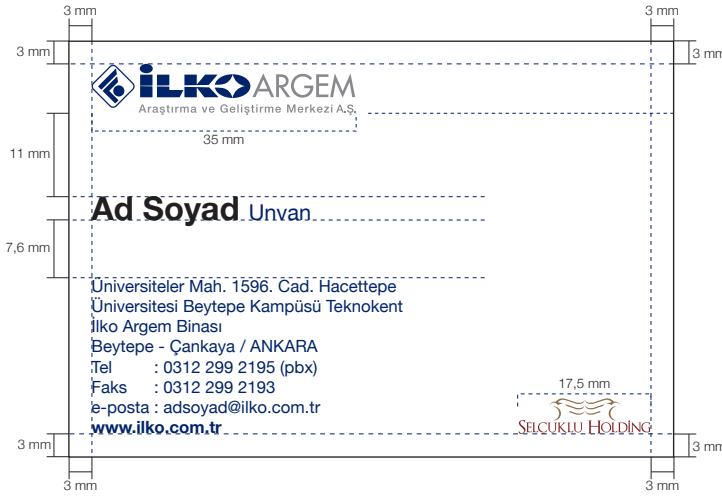 3 mm
3 mm
3 mm
3 mm
İLKO ARGEM
Araştırma ve Geliştirme Merkezi A.Ş.
35 mm
11 mm
Ad Soyad Unvan
7,6 mm
Üniversiteler Mah. 1596. Cad. Hacettepe
Üniversitesi Beytepe Kampüsü Teknokent
İlko Argem Binası
Beytepe - Çankaya / ANKARA
Tel : 0312 299 2195 (pbx)
Faks : 0312 299 2193
e-posta : adsoyad@ilko.com.tr
www.ilko.com.tr
17,5 mm
SELÇUKLU HOLDİNG
3 mm
3 mm
3 mm
3 mm